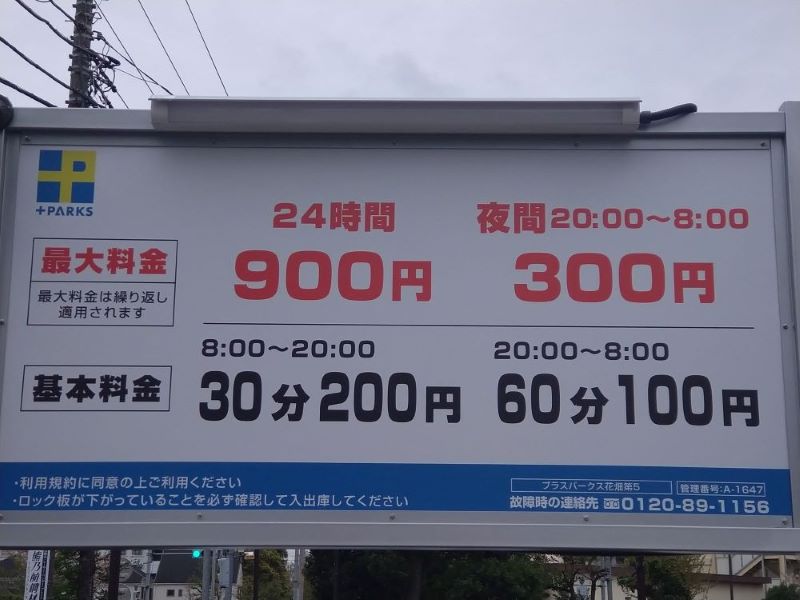 +P
+PARKS
24時間
夜間20:00～8:00
最大料金
900円
300円
最大料金は繰り返し
適用されます
8:00～20:00
20:00～8:00
基本料金
30分200円
60分100円
・利用規約に同意の上ご利用ください
・ロック板が下がっていることを必ず確認して入出庫してください
プラスパークス花畑第5
管理番号:A-1647
故障時の連絡先 0120-89-1156